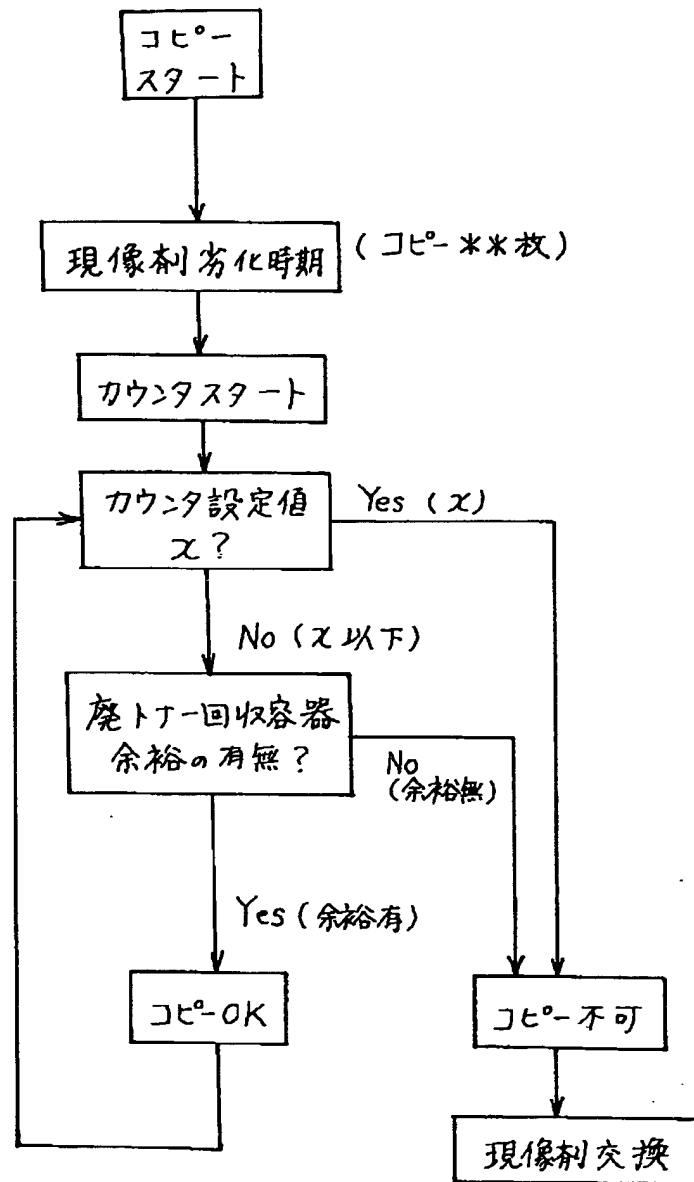 コピー
スタート
現像剤劣化時期
(コピー**枚)
カウンタスタート
カウンタ設定値
x?
Yes (x)
No (x以下)
廃トナー回収容器
余裕の有無?
No
(余裕無)
Yes (余裕有)
コピーOK
コピー不可
現像剤交換